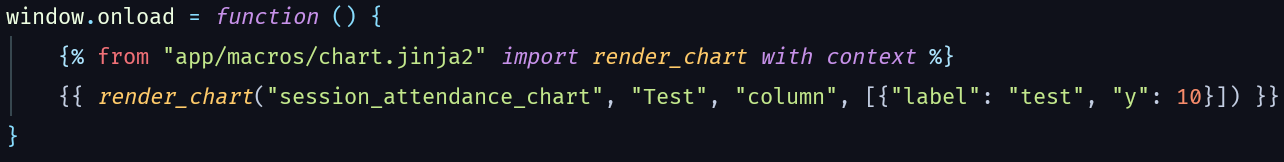 window.onload = function () {
    {% from "app/macros/chart.jinja2" import render_chart with context %}
    {{ render_chart("session_attendance_chart", "Test", "column", [{"label": "test", "y": 10}]) }}
}